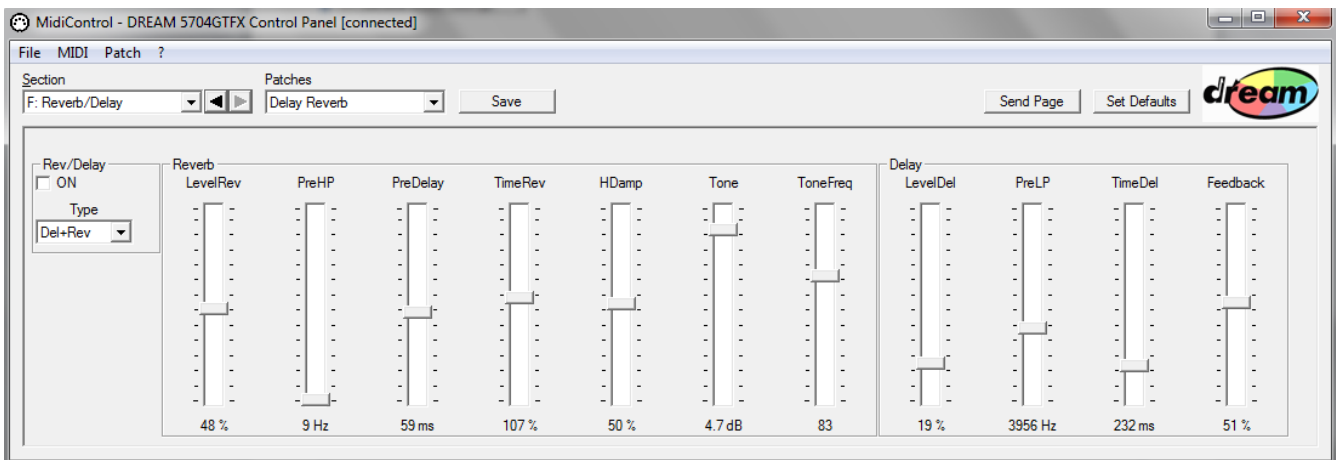 MidiControl - DREAM 5704GTFX Control Panel [connected]
File MIDI Patch ?
Section Patches
F: Reverb/Delay Delay Reverb Save Send Page Set Defaults dream
Rev/Delay Reverb Delay
ON LevelRev PreHP PreDelay TimeRev HDamp Tone ToneFreq LevelDel PreLP TimeDel Feedback
Type
Del+Rev
48 % 9 Hz 59 ms 107 % 50 % 4.7 dB 83 19 % 3956 Hz 232 ms 51 %